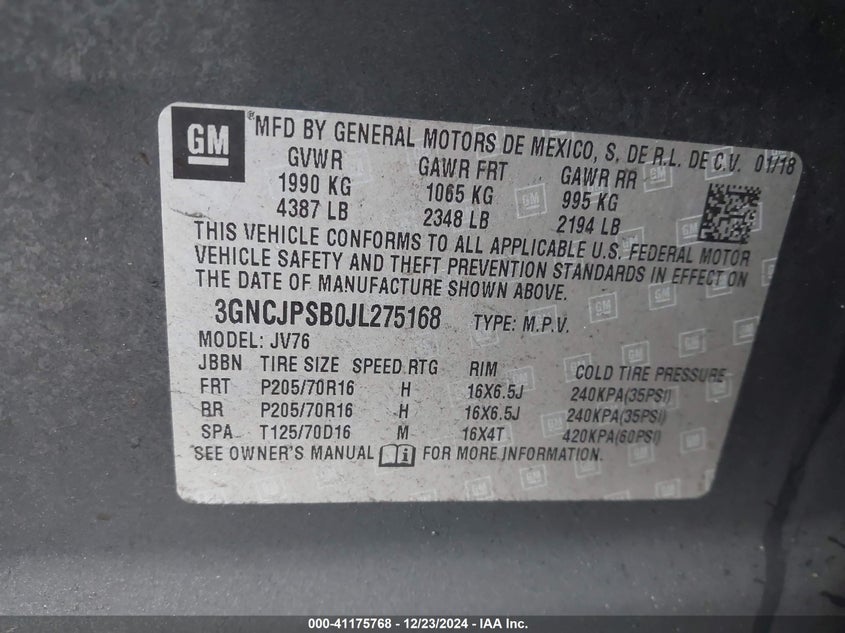 GM
®MFD BY GENERAL MOTORS DE MEXICO, S, DE R.L. DE C.V. 01/18
GVWR GAWR FRT GAWR RR
1990 KG 1065 KG 995 KG
4387 LB 2348 LB 2194 LB
THIS VEHICLE CONFORMS TO ALL APPLICABLE U.S. FEDERAL MOTOR
VEHICLE SAFETY AND THEFT PREVENTION STANDARDS IN EFFECT ON
THE DATE OF MANUFACTURE SHOWN ABOVE.
3GNCJPSB0JL275168 TYPE: M.P.V.
MODEL: JV76
JBBN TIRE SIZE SPEED RTG RIM COLD TIRE PRESSURE
FRT P205/70R16 H 16X6.5J 240KPA(35PSI)
RR P205/70R16 H 16X6.5J 240KPA(35PSI)
SPA T125/70D16 M 16X4T 420KPA(60PSI)
SEE OWNER'S MANUAL i FOR MORE INFORMATION.
000-41175768 - 12/23/2024 - IAA Inc.